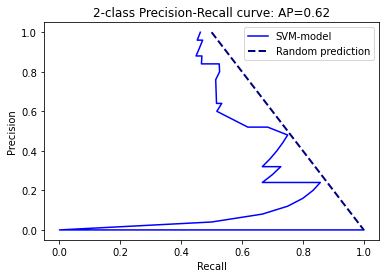 2-class Precision-Recall curve: AP=0.62
SVM-model
Random prediction
Precision
1.0
0.8
0.6
0.4
0.2
0.0
0.0 0.2 0.4 0.6 0.8 1.0
Recall